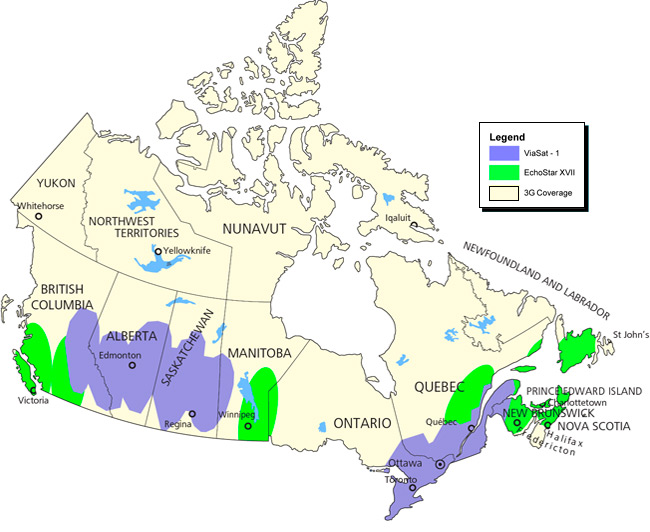 Legend
ViaSat - 1
EchoStar XVII
3G Coverage
YUKON
Whitehorse
NORTHWEST
TERRITORIES
Yellowknife
NUNAVUT
Iqaluit
NEWFOUNDLAND AND LABRADOR
St John's
BRITISH
COLUMBIA
ALBERTA
Edmonton
SASKATCHEWAN
MANITOBA
Victoria
Regina
Winnipeg
ONTARIO
QUEBEC
Québec
Ottawa
Toronto
PRINCE EDWARD ISLAND
Charlottetown
NEW BRUNSWICK
NOVA SCOTIA
Halifax
Fredericton